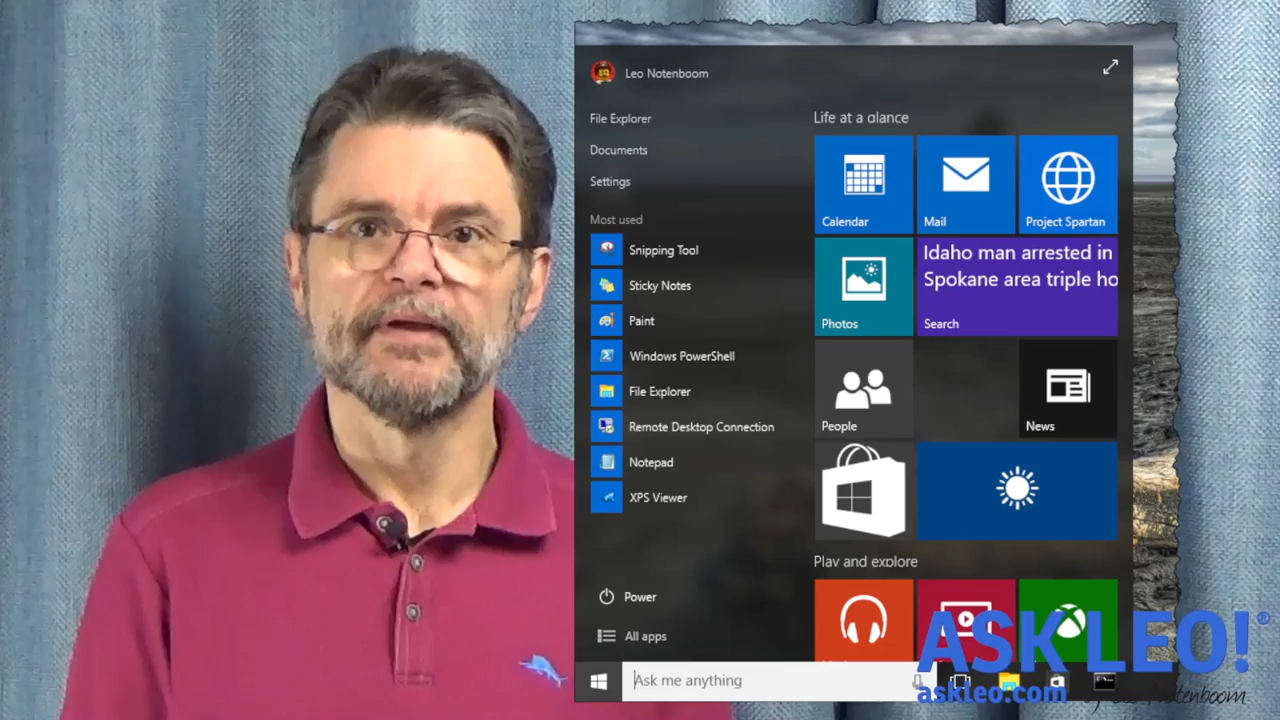 Leo Notenboom
File Explorer
Documents
Settings
Most used
Snipping Tool
Sticky Notes
Paint
Windows PowerShell
File Explorer
Remote Desktop Connection
Notepad
XPS Viewer
Power
All apps
Ask me anything
Life at a glance
Calendar
Mail
Project Spartan
Photos
Idaho man arrested in
Spokane area triple ho
Search
People
News
Play and explore
ASK LEO!®
askleo.com
Notenboom